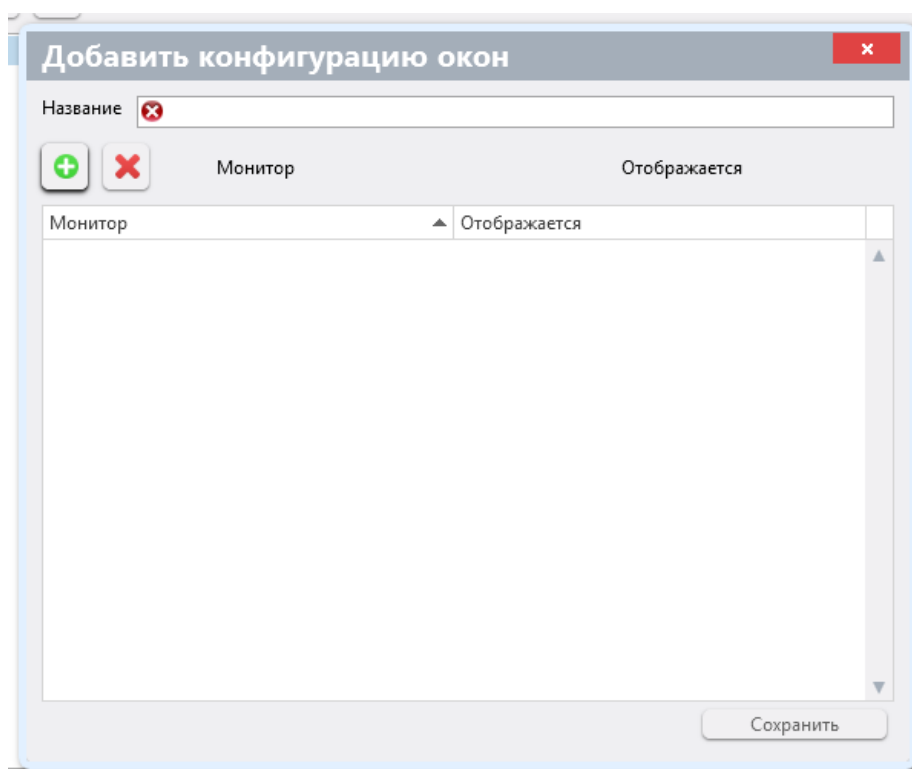 Добавить конфигурацию окон
Название
Монитор Отображается
Монитор Отображается
Сохранить